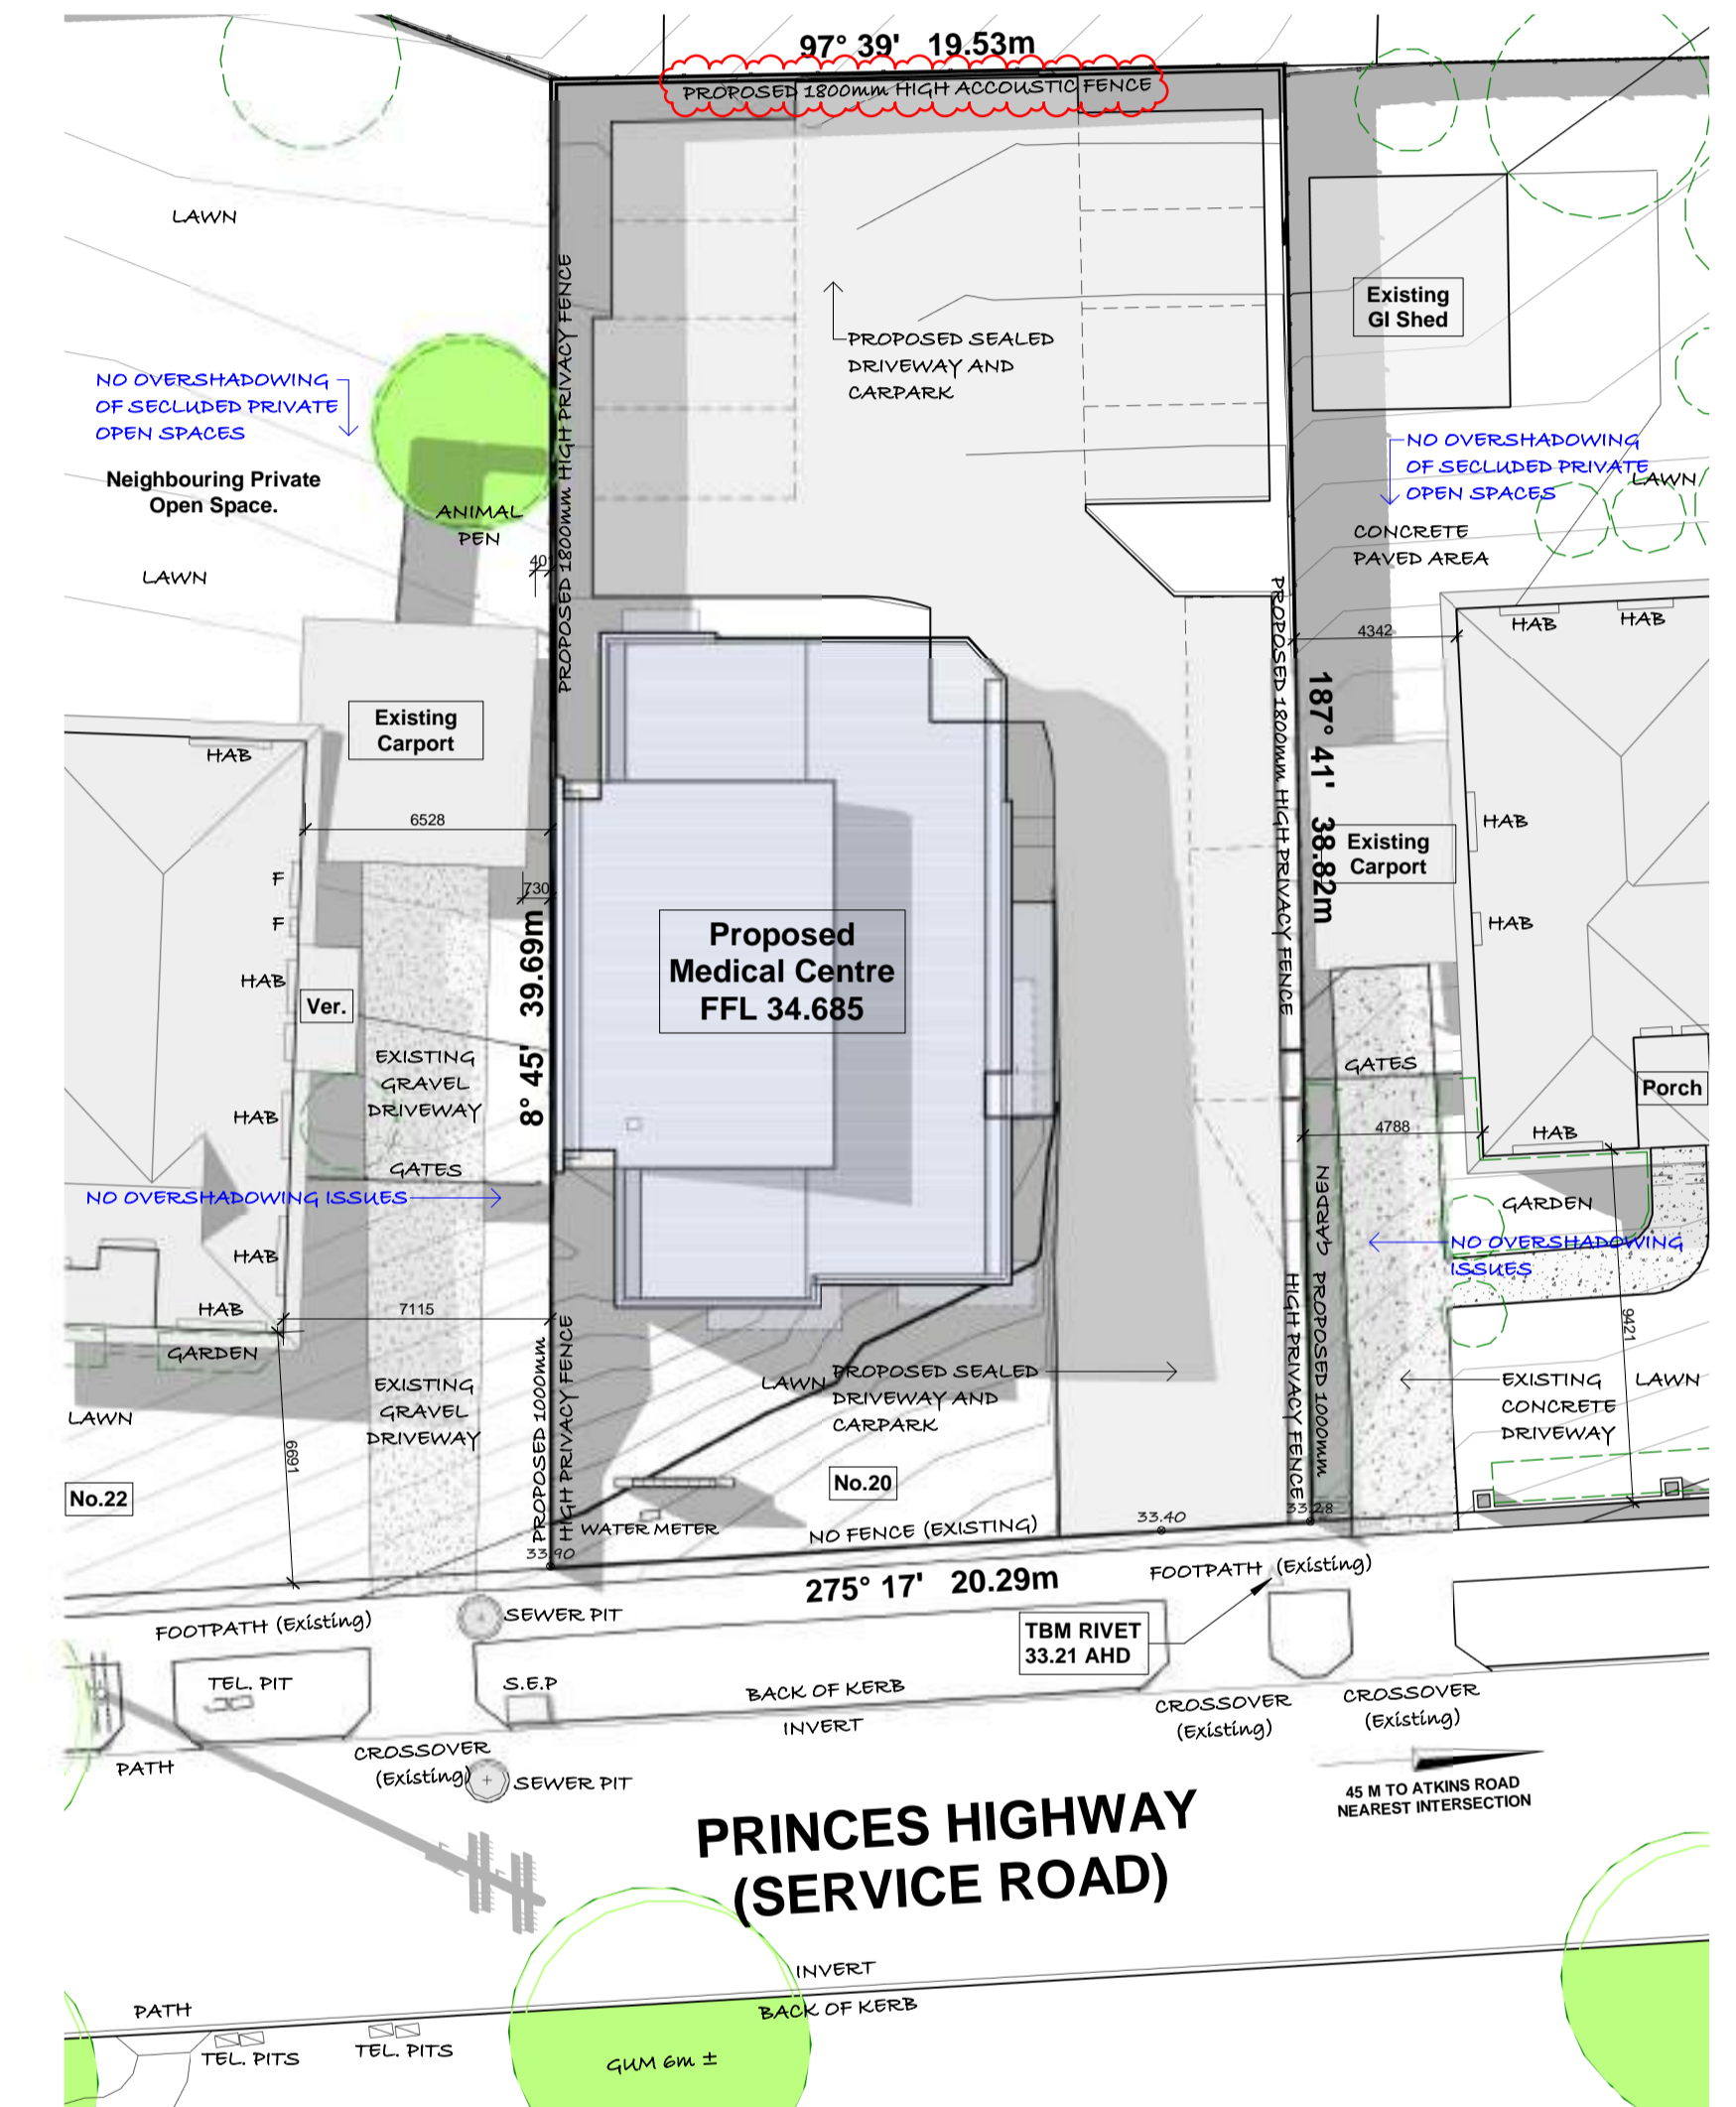 97° 39' 19.53m
PROPOSED 1800mm HIGH ACCOUSTIC FENCE
LAWN
PROPOSED 1800mm HIGH PRIVACY FENCE
Existing
GI Shed
PROPOSED SEALED
DRIVEWAY AND
CARPARK
NO OVERSHADOWING
OF SECLUDED PRIVATE
OPEN SPACES
Neighbouring Private
Open Space.
NO OVERSHADOWING
OF SECLUDED PRIVATE
OPEN SPACES
LAWN
ANIMAL
PEN
CONCRETE
PAVED AREA
LAWN
401
PROPOSED 1800mm HIGH PRIVACY FENCE
4342
HAB
HAB
187° 41' 38.82m
Existing
Carport
HAB
6528
HAB
Existing
Carport
F
F
730
HAB
8° 45' 39.69m
Proposed
Medical Centre
FFL 34.685
HAB
Ver.
EXISTING
GRAVEL
DRIVEWAY
GATES
Porch
HAB
4788
HAB
GATES
NO OVERSHADOWING ISSUES
GARDEN
GARDEN
NO OVERSHADOWING
ISSUES
HAB
HAB
7115
GARDEN
PROPOSED 1000mm
HIGH PRIVACY FENCE
PROPOSED 1000mm
HIGH PRIVACY FENCE
9421
LAWN
PROPOSED SEALED
DRIVEWAY AND
CARPARK
EXISTING
CONCRETE
DRIVEWAY
LAWN
EXISTING
GRAVEL
DRIVEWAY
LAWN
6691
No.22
No.20
WATER METER
NO FENCE (EXISTING)
33.40
33.28
33.90
275° 17' 20.29m
FOOTPATH (Existing)
FOOTPATH (Existing)
SEWER PIT
TBM RIVET
33.21 AHD
TEL. PIT
S.E.P
BACK OF KERB
INVERT
CROSSOVER
(Existing)
CROSSOVER
(Existing)
PATH
CROSSOVER
(Existing)
SEWER PIT
45 M TO ATKINS ROAD
NEAREST INTERSECTION
PRINCES HIGHWAY
(SERVICE ROAD)
INVERT
BACK OF KERB
PATH
TEL. PITS
TEL. PITS
GUM 6m ±